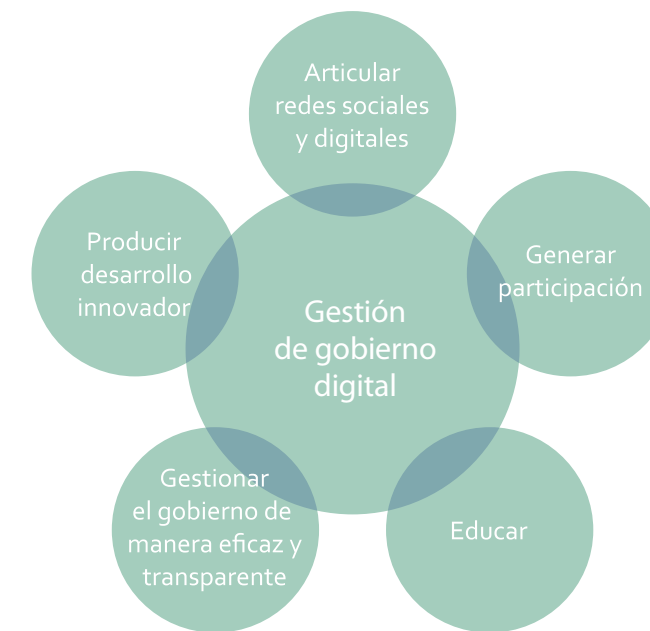 Articular
redes sociales
y digitales
Producir
desarrollo
innovador
Generar
participación
Gestión
de gobierno
digital
Gestionar
el gobierno de
manera eficaz y
transparente
Educar